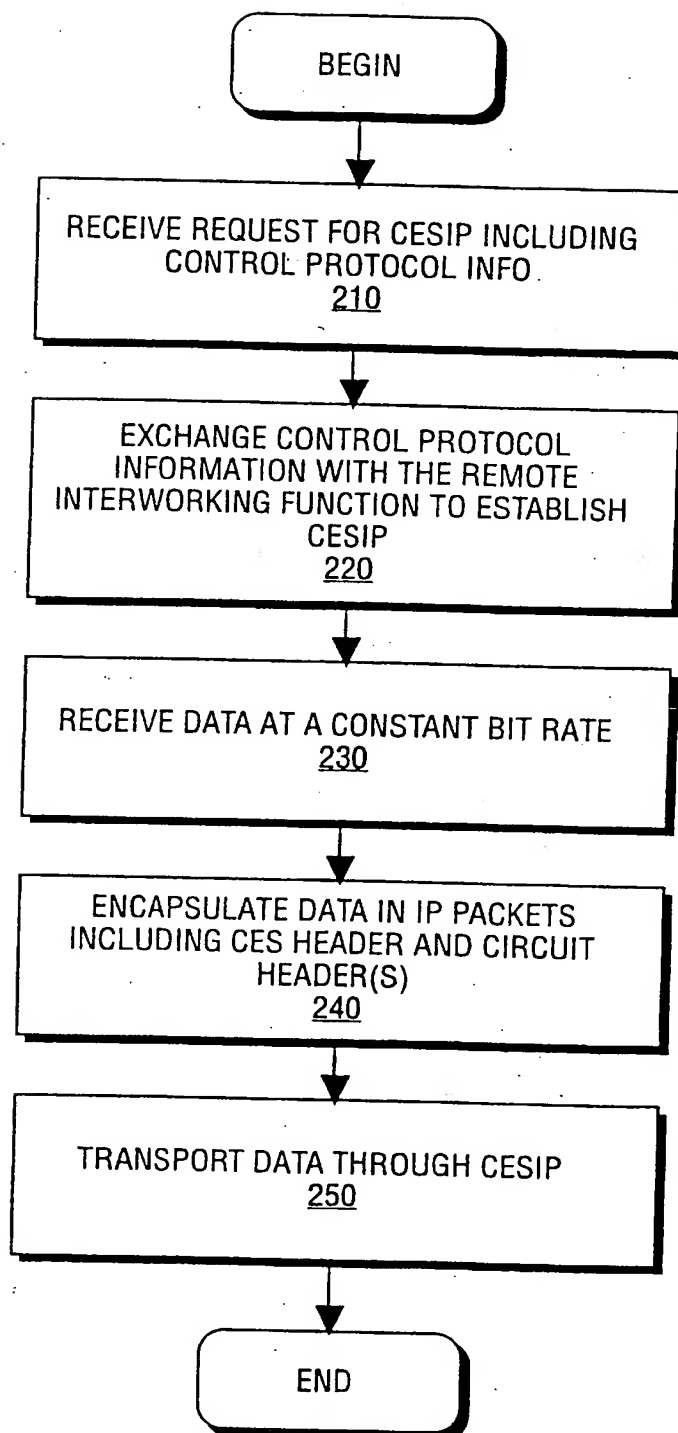 BEGIN
RECEIVE REQUEST FOR CESIP INCLUDING
CONTROL PROTOCOL INFO
210
EXCHANGE CONTROL PROTOCOL
INFORMATION WITH THE REMOTE
INTERWORKING FUNCTION TO ESTABLISH
CESIP
220
RECEIVE DATA AT A CONSTANT BIT RATE
230
ENCAPSULATE DATA IN IP PACKETS
INCLUDING CES HEADER AND CIRCUIT
HEADER(S)
240
TRANSPORT DATA THROUGH CESIP
250
END